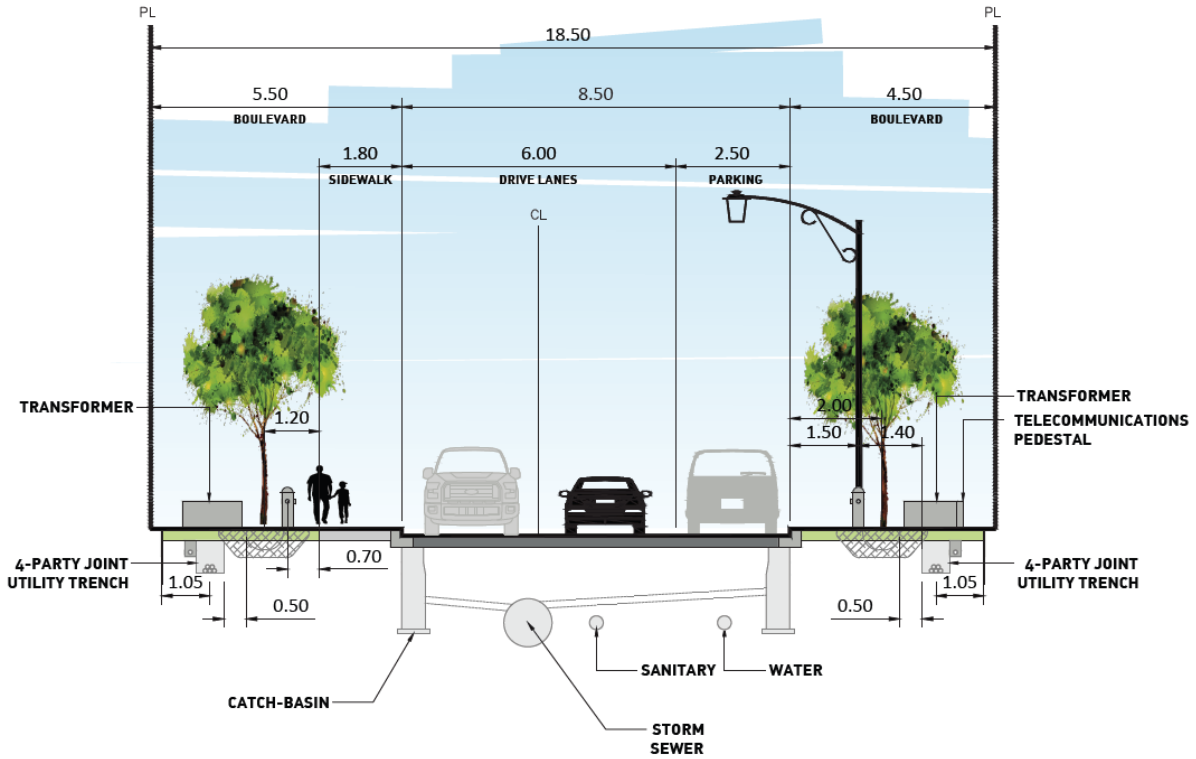 PL
PL
18.50
5.50
8.50
4.50
BOULEVARD
BOULEVARD
1.80
6.00
2.50
SIDEWALK
DRIVE LANES
PARKING
CL
TRANSFORMER
1.20
2.00
1.50
1.40
TRANSFORMER
TELECOMMUNICATIONS
PEDESTAL
4-PARTY JOINT
UTILITY TRENCH
0.70
4-PARTY JOINT
UTILITY TRENCH
1.05
0.50
0.50
1.05
SANITARY
WATER
CATCH-BASIN
STORM
SEWER